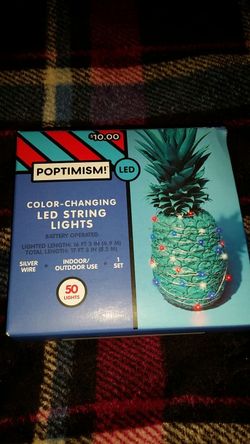 $10.00
POPTIMISM!
LED
COLOR-CHANGING
LED STRING
LIGHTS
BATTERY OPERATED
LIGHTED LENGTH: 16 FT 3 IN (4.9 M)
TOTAL LENGTH: 17 FT 3 IN (5.2 M)
SILVER WIRE • INDOOR/OUTDOOR USE • 1 SET
50
LIGHTS